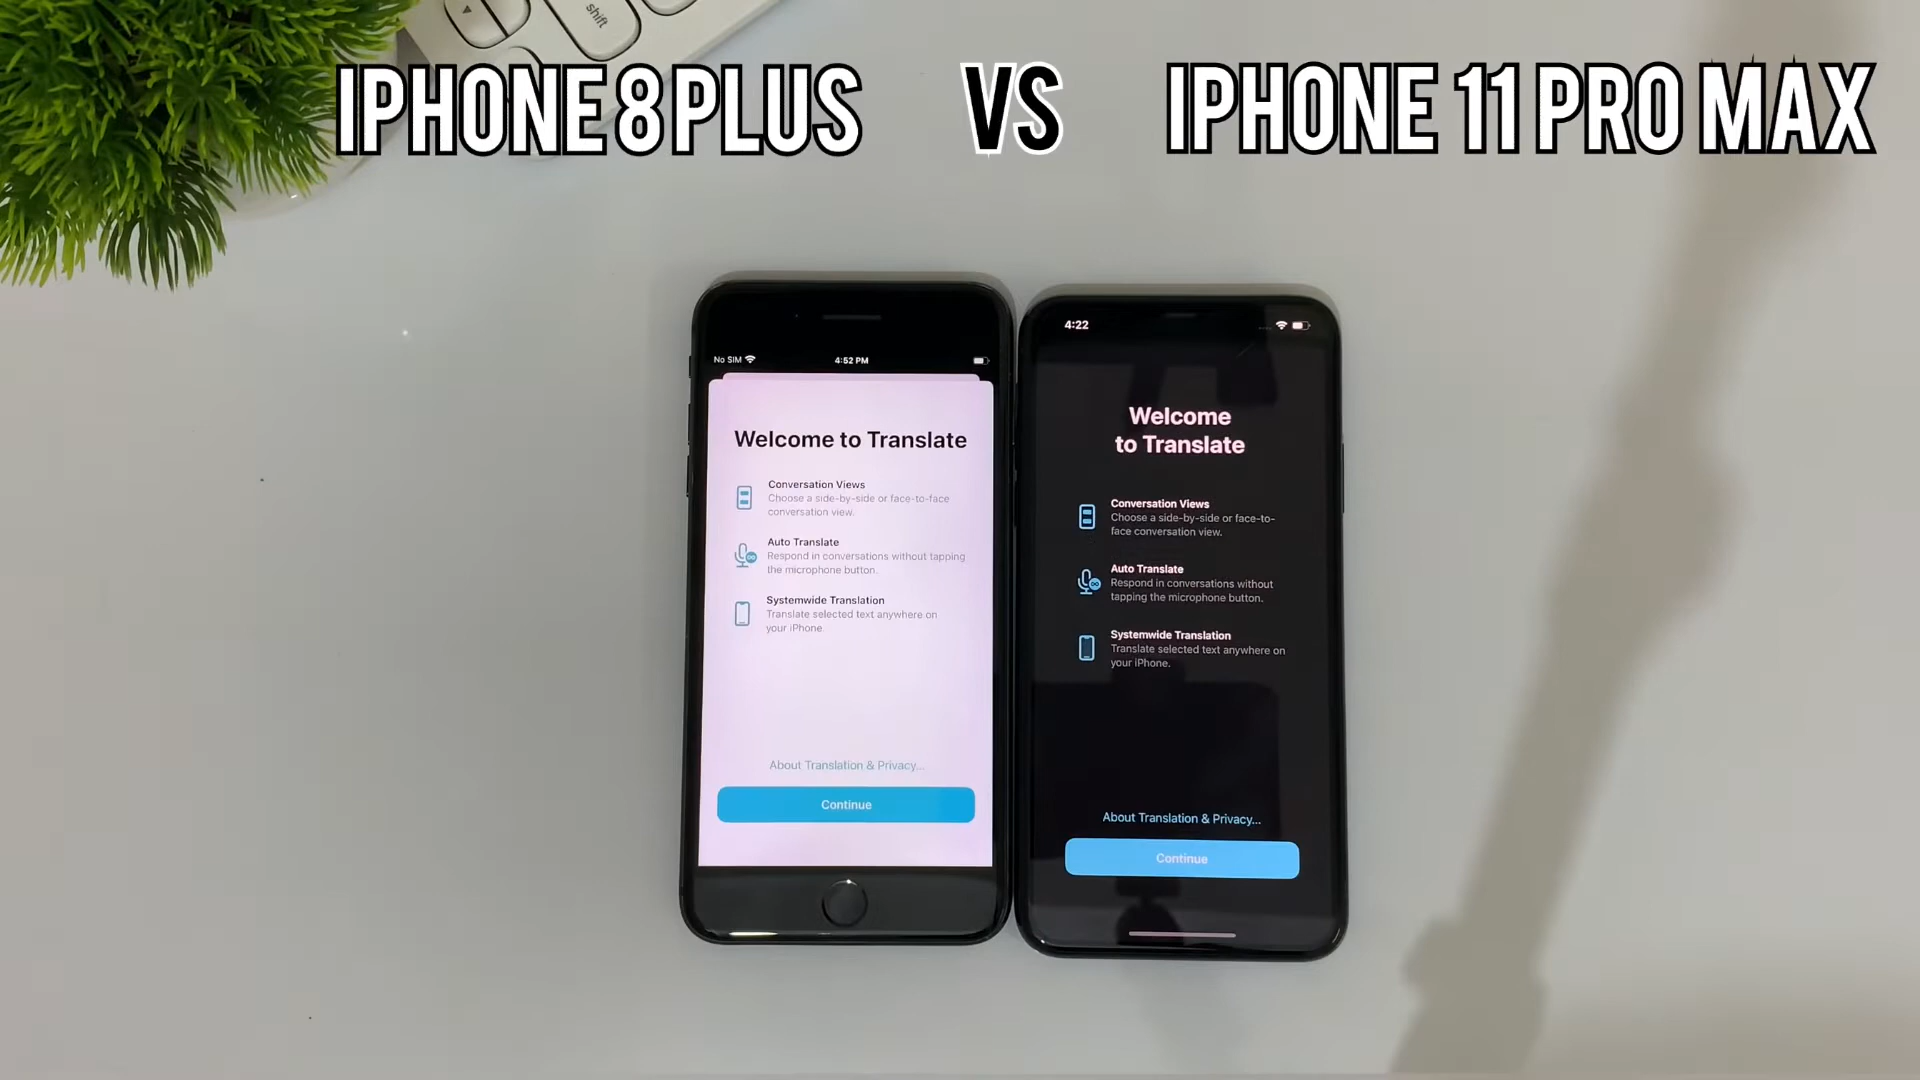 shift
IPHONE 8 PLUS VS IPHONE 11 PRO MAX
No SIM 4:52 PM
Welcome to Translate
Conversation Views
Choose a side-by-side or face-to-face
conversation view.
Auto Translate
Respond in conversations without tapping
the microphone button.
Systemwide Translation
Translate selected text anywhere on
your iPhone.
About Translation & Privacy...
Continue
4:22
Welcome
to Translate
Conversation Views
Choose a side-by-side or face-to-
face conversation view.
Auto Translate
Respond in conversations without
tapping the microphone button.
Systemwide Translation
Translate selected text anywhere on
your iPhone.
About Translation & Privacy...
Continue